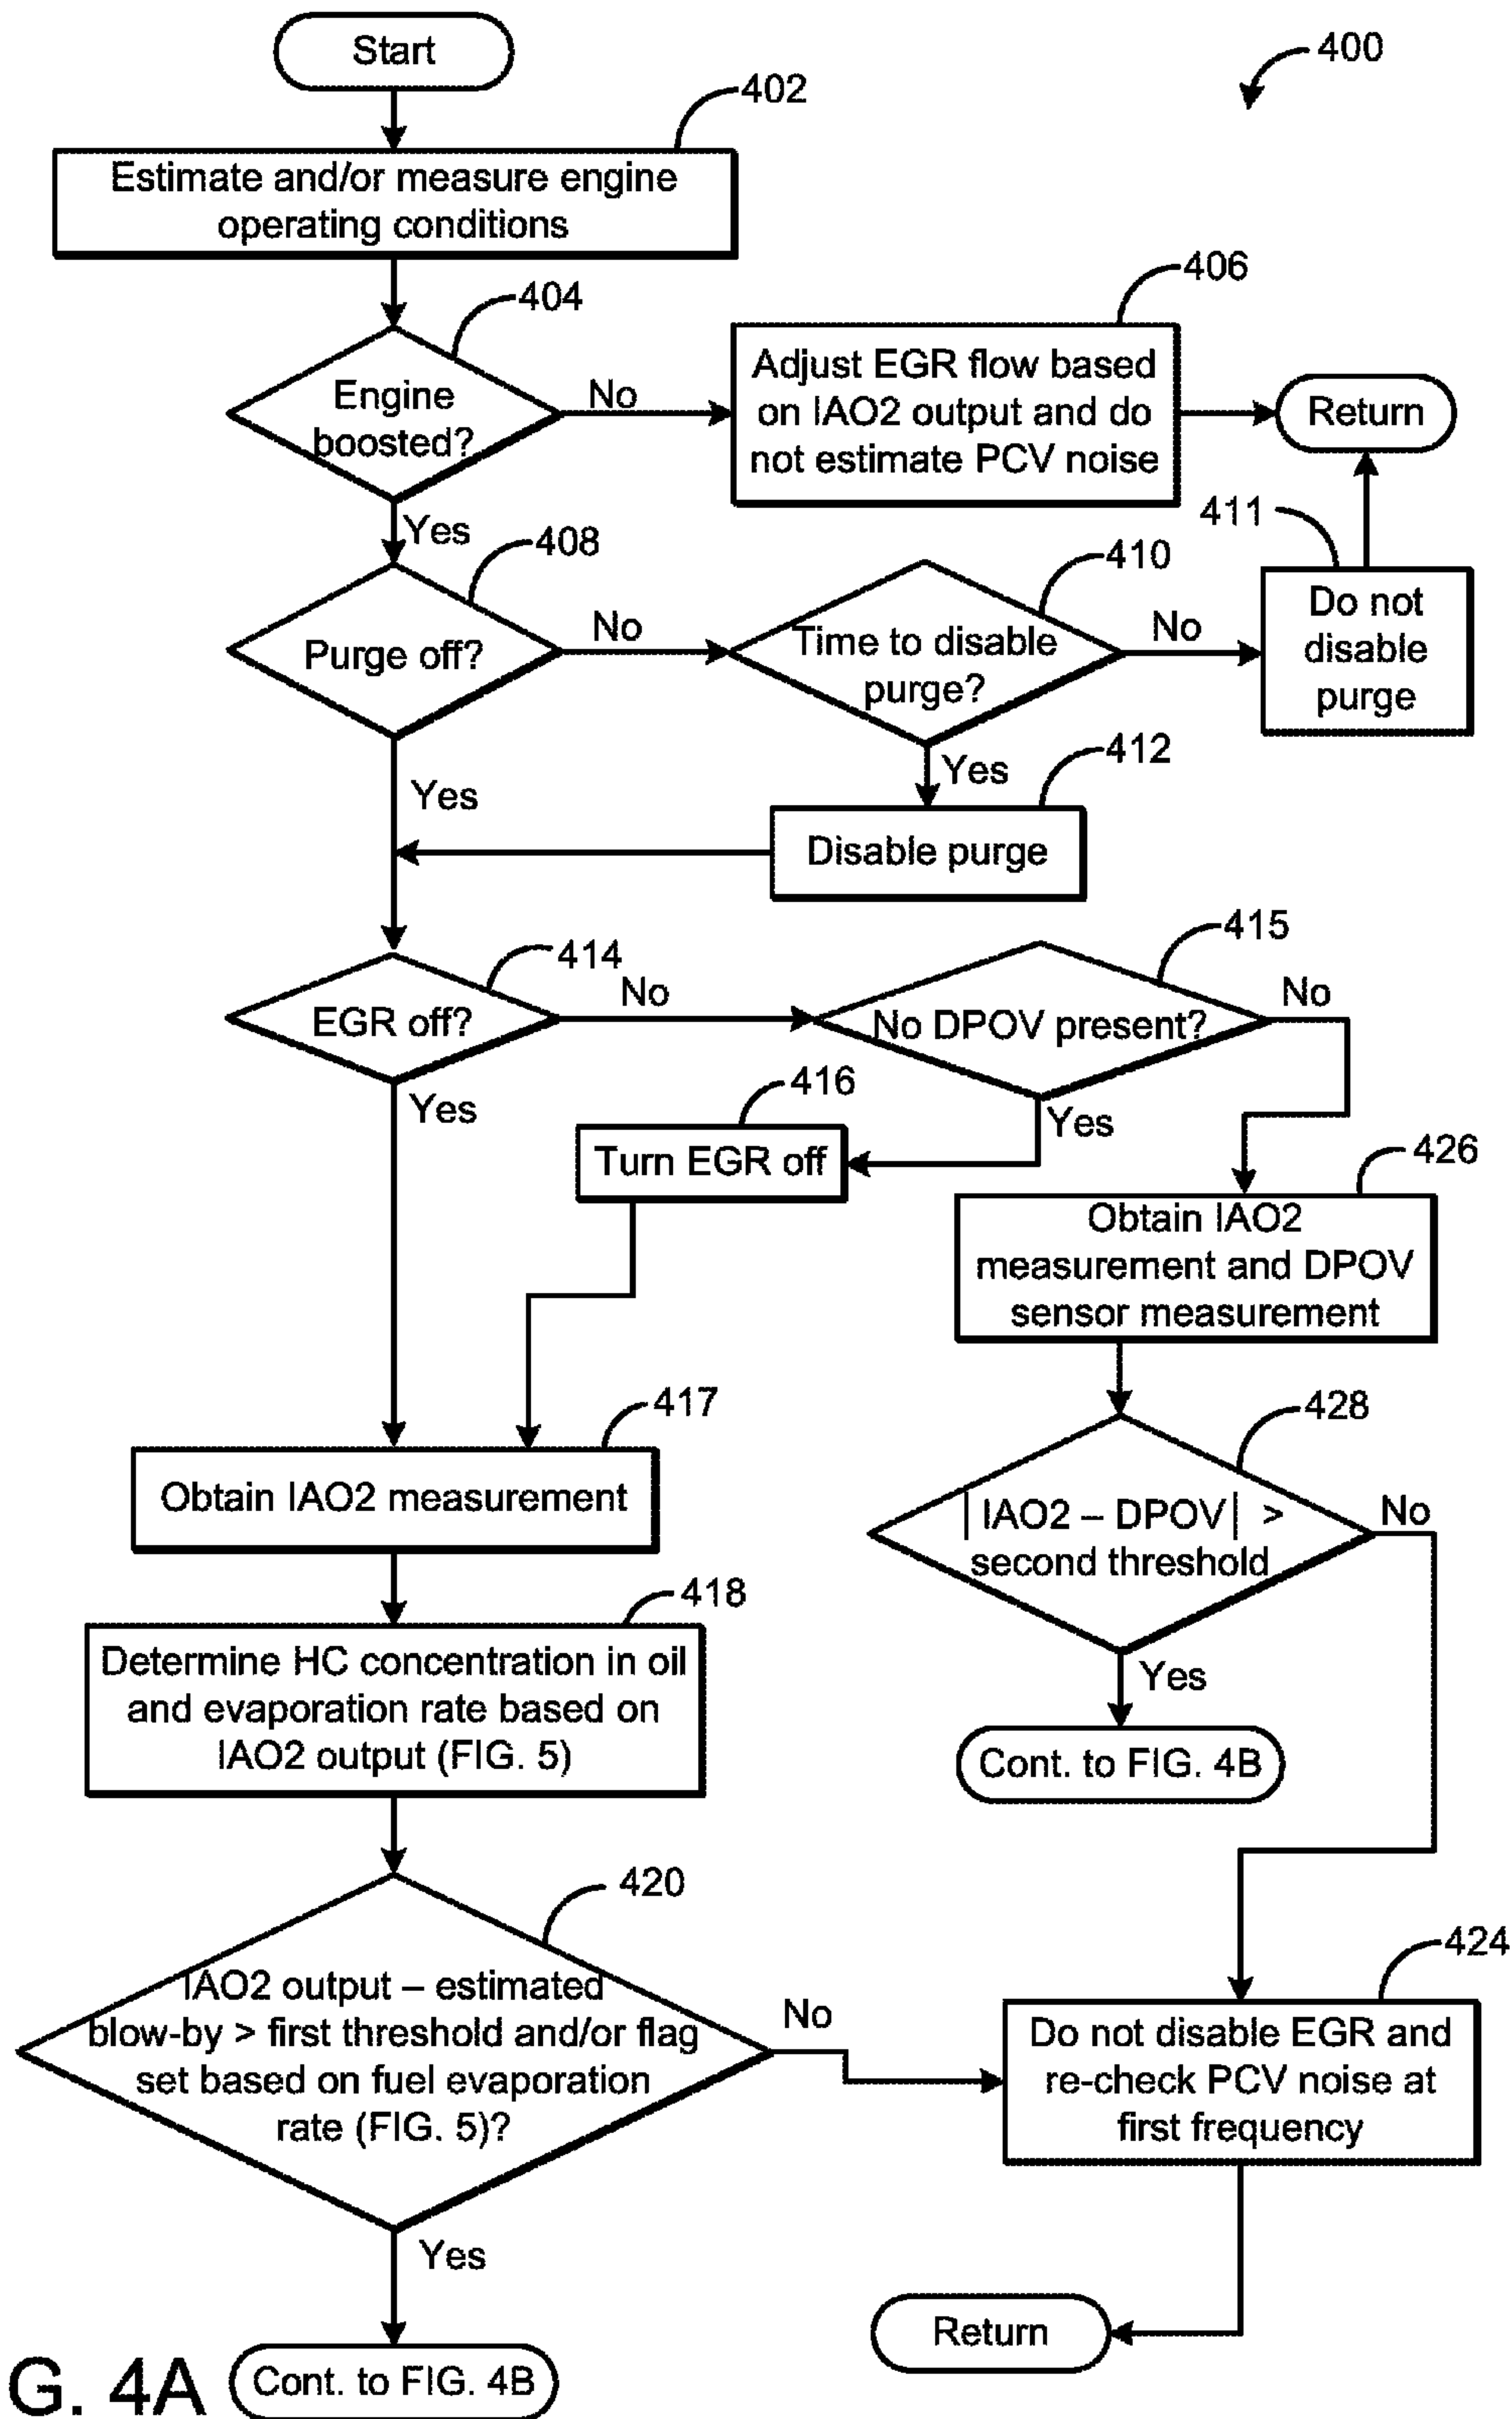 Start
400
402
Estimate and/or measure engine
operating conditions
404
406
Engine
boosted?
No
Adjust EGR flow based
on IAO2 output and do
not estimate PCV noise
Return
Yes
411
408
410
Purge off?
No
Time to disable
purge?
No
Do not
disable
purge
Yes
412
Yes
Disable purge
414
415
EGR off?
No
No DPOV present?
No
Yes
416
Yes
Turn EGR off
426
Obtain IAO2
measurement and DPOV
sensor measurement
417
428
Obtain IAO2 measurement
| IAO2 – DPOV | >
second threshold
No
418
Determine HC concentration in oil
and evaporation rate based on
IAO2 output (FIG. 5)
Yes
Cont. to FIG. 4B
420
424
IAO2 output – estimated
blow-by > first threshold and/or flag
set based on fuel evaporation
rate (FIG. 5)?
No
Do not disable EGR and
re-check PCV noise at
first frequency
Yes
Return
G. 4A
Cont. to FIG. 4B